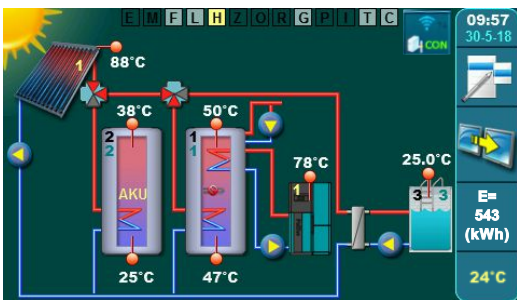 E M F L H Z O R G P I T C
CON
09:57
30-5-18
1
88°C
38°C
50°C
2
2
AKU
1
1
78°C
1
25.0°C
3 3
E=
543
(kWh)
25°C
47°C
24°C